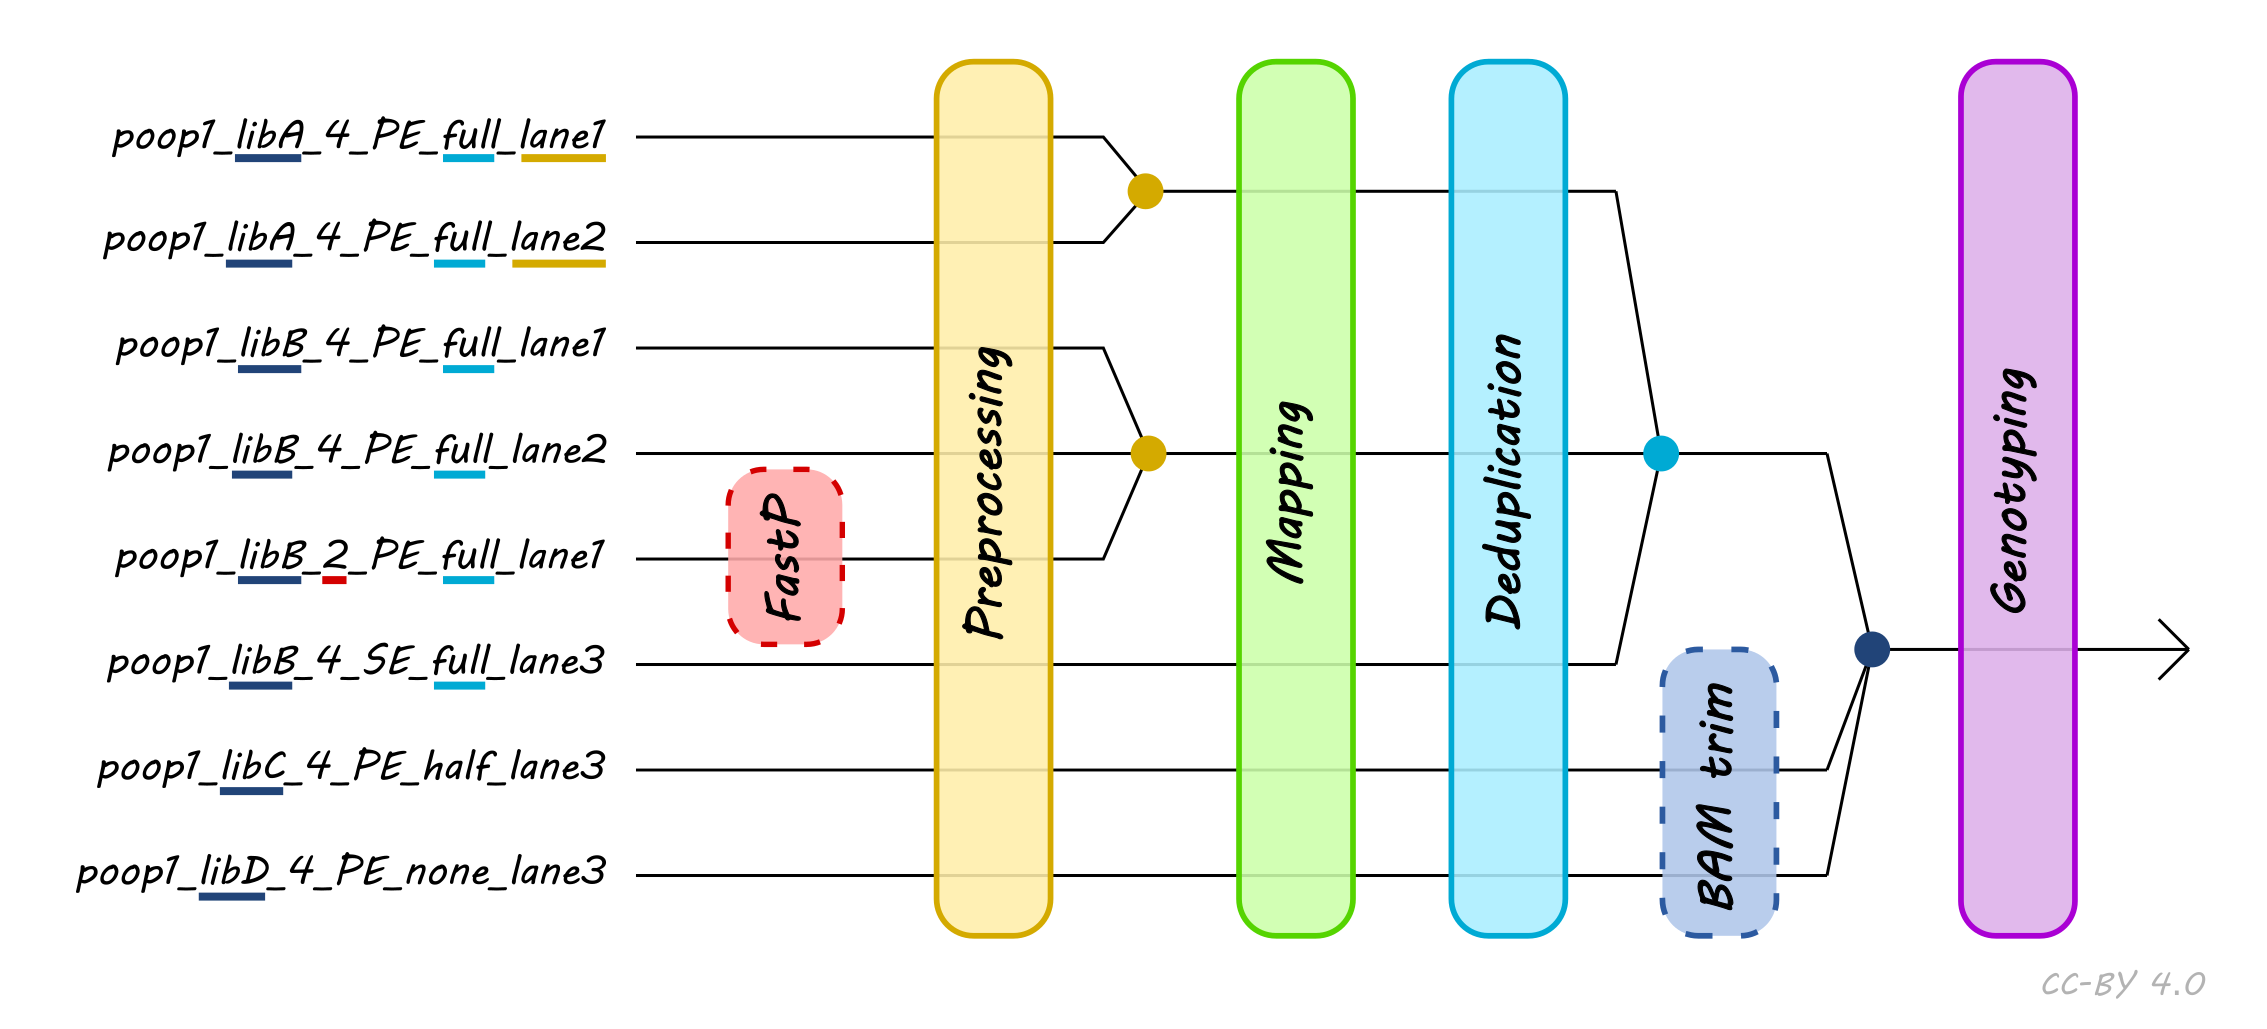 poop1_libA_4_PE_full_lane1
poop1_libA_4_PE_full_lane2
poop1_libB_4_PE_full_lane1
poop1_libB_4_PE_full_lane2
poop1_libB_2_PE_full_lane1
poop1_libB_4_SE_full_lane3
poop1_libC_4_PE_half_lane3
poop1_libD_4_PE_none_lane3
FastP
Preprocessing
Mapping
Deduplication
BAM trim
Genotyping
CC-BY 4.0